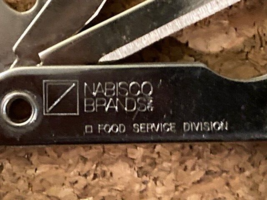 NABISCO
BRANDS
□ FOOD SERVICE DIVISION